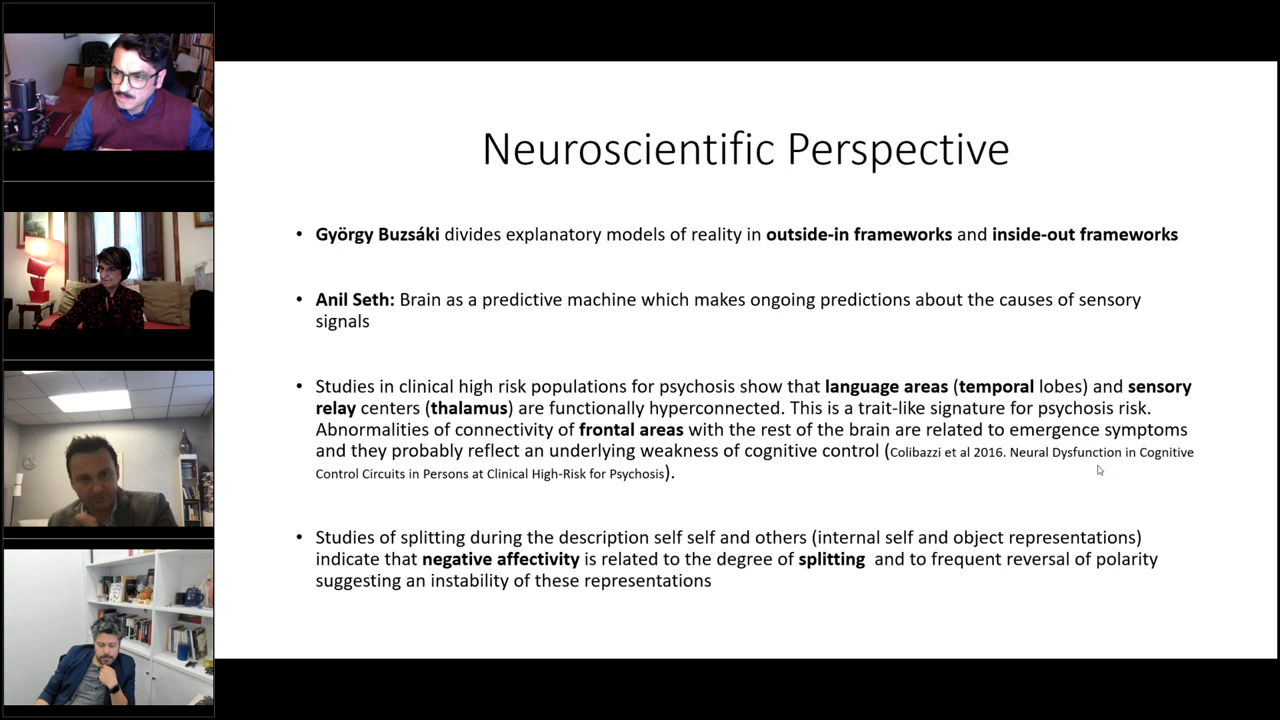 Neuroscientific Perspective
• György Buzsáki divides explanatory models of reality in outside-in frameworks and inside-out frameworks
• Anil Seth: Brain as a predictive machine which makes ongoing predictions about the causes of sensory
signals
• Studies in clinical high risk populations for psychosis show that language areas (temporal lobes) and sensory
relay centers (thalamus) are functionally hyperconnected. This is a trait-like signature for psychosis risk.
Abnormalities of connectivity of frontal areas with the rest of the brain are related to emergence symptoms
and they probably reflect an underlying weakness of cognitive control (Colibazzi et al 2016. Neural Dysfunction in Cognitive
Control Circuits in Persons at Clinical High-Risk for Psychosis).
• Studies of splitting during the description self self and others (internal self and object representations)
indicate that negative affectivity is related to the degree of splitting and to frequent reversal of polarity
suggesting an instability of these representations